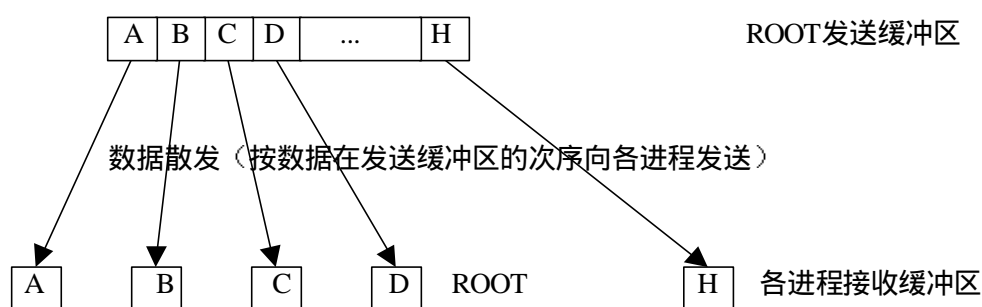 A B C D ... H ROOT发送缓冲区
数据散发（按数据在发送缓冲区的次序向各进程发送）
A B C D ROOT H 各进程接收缓冲区